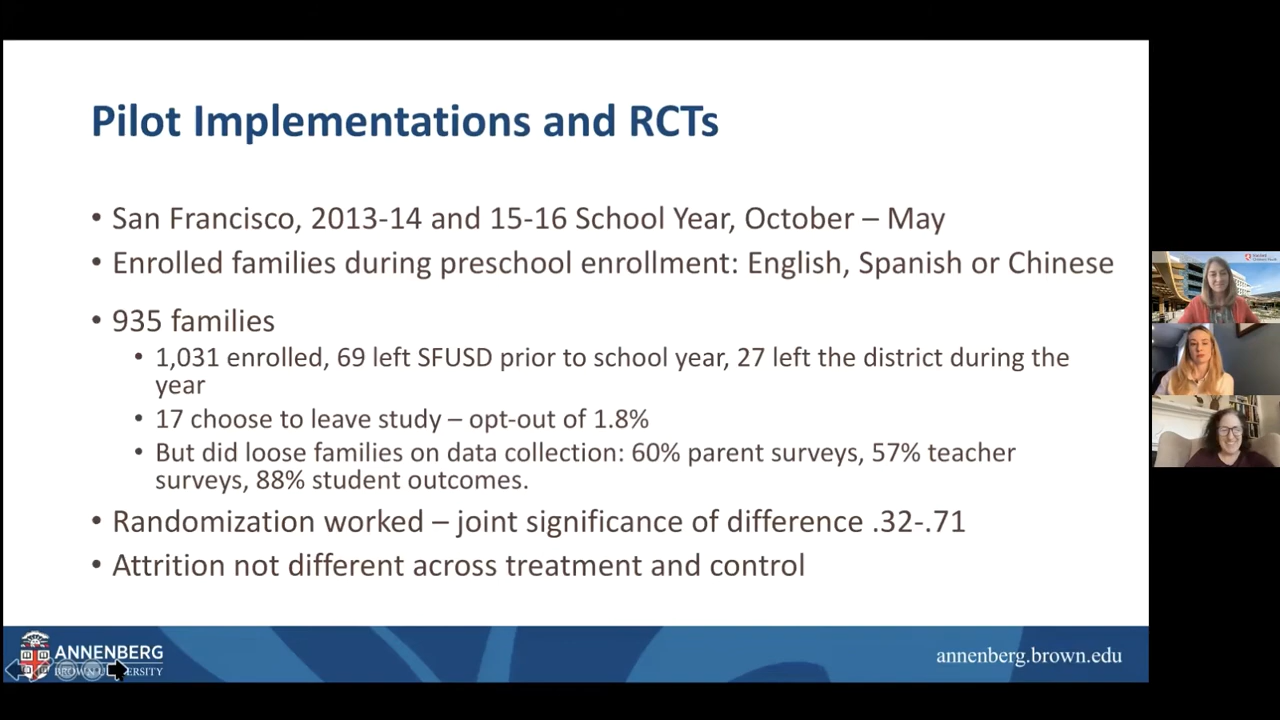 Pilot Implementations and RCTs
• San Francisco, 2013-14 and 15-16 School Year, October – May
• Enrolled families during preschool enrollment: English, Spanish or Chinese
• 935 families
• 1,031 enrolled, 69 left SFUSD prior to school year, 27 left the district during the
year
• 17 choose to leave study – opt-out of 1.8%
• But did loose families on data collection: 60% parent surveys, 57% teacher
surveys, 88% student outcomes.
• Randomization worked – joint significance of difference .32-.71
• Attrition not different across treatment and control
ANNENBERG
BROWN UNIVERSITY
annenberg.brown.edu